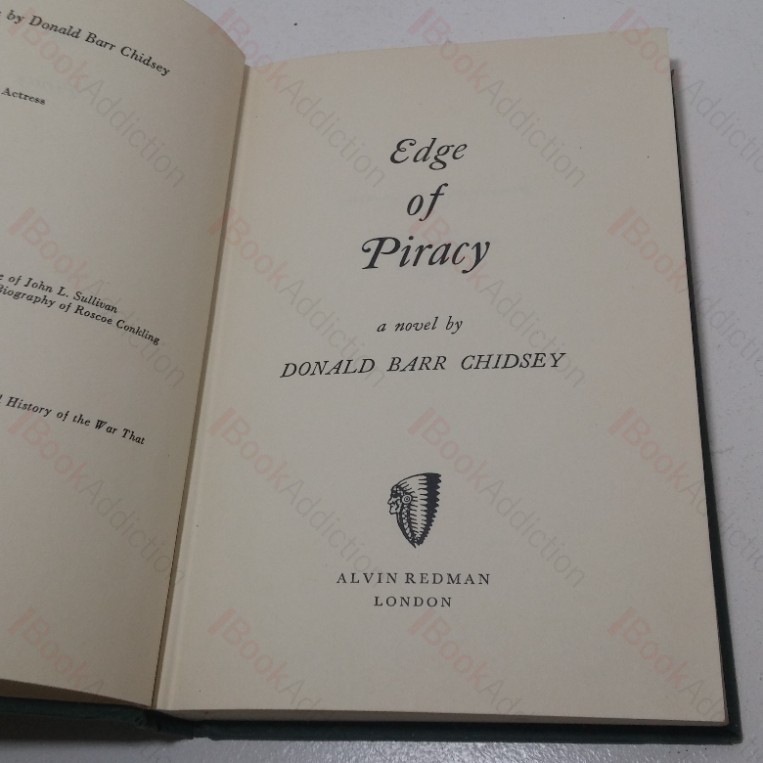 by Donald Barr Chidsey
Actress
of John L. Sullivan
Biography of Roscoe Conkling
History of the War That
Edge
of
Piracy
a novel by
DONALD BARR CHIDSEY
ALVIN REDMAN
LONDON
BookAddiction